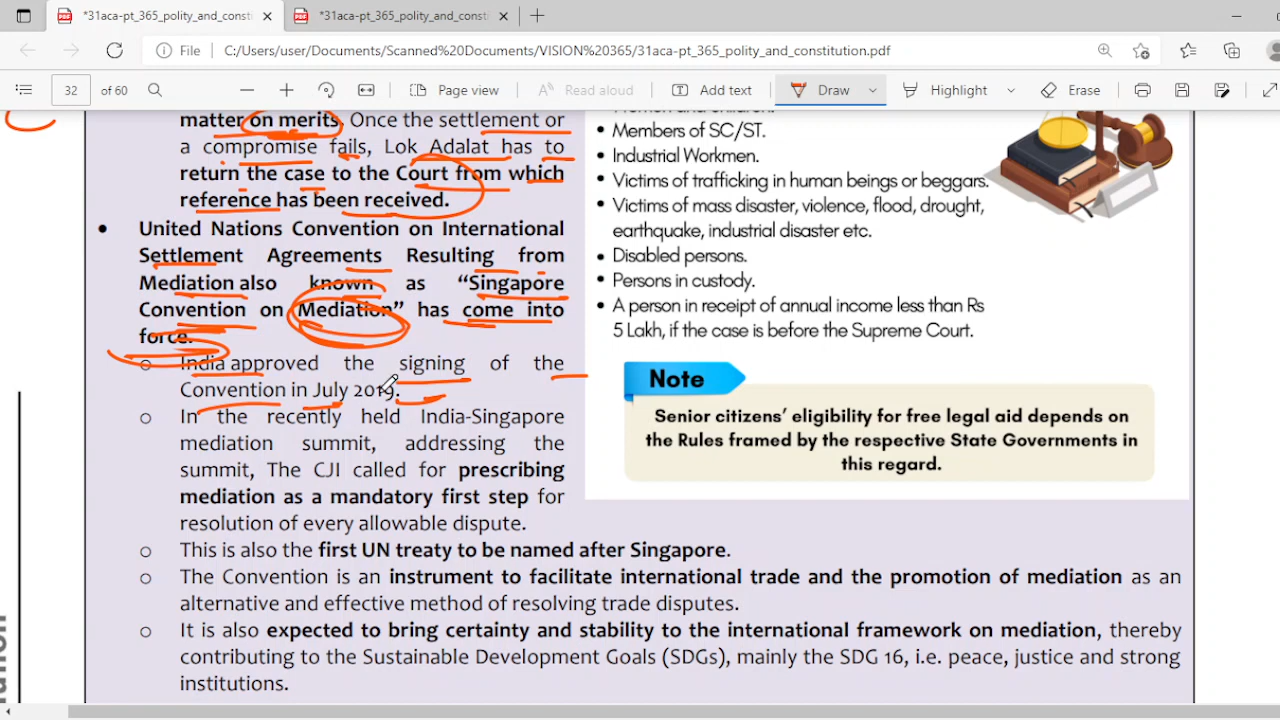 *31aca-pt_365_polity_and_consti
*31aca-pt_365_polity_and_const
File
C:/Users/user/Documents/Scanned%20Documents/VISION%20365/31aca-pt_365_polity_and_constitution.pdf
32
of 60
Page view
Read aloud
Add text
Draw
Highlight
Erase
matter on merits. Once the settlement or
a compromise fails, Lok Adalat has to
return the case to the Court from which
reference has been received.
• United Nations Convention on International
Settlement Agreements Resulting from
Mediation also known as “Singapore
Convention on Mediation” has come into
force.
o India approved the signing of the
Convention in July 2019.
o In the recently held India-Singapore
mediation summit, addressing the
summit, The CJI called for prescribing
mediation as a mandatory first step for
resolution of every allowable dispute.
o This is also the first UN treaty to be named after Singapore.
o The Convention is an instrument to facilitate international trade and the promotion of mediation as an
alternative and effective method of resolving trade disputes.
o It is also expected to bring certainty and stability to the international framework on mediation, thereby
contributing to the Sustainable Development Goals (SDGs), mainly the SDG 16, i.e. peace, justice and strong
institutions.
• Members of SC/ST.
• Industrial Workmen.
• Victims of trafficking in human beings or beggars.
• Victims of mass disaster, violence, flood, drought,
earthquake, industrial disaster etc.
• Disabled persons.
• Persons in custody.
• A person in receipt of annual income less than Rs
5 Lakh, if the case is before the Supreme Court.
Note
Senior citizens’ eligibility for free legal aid depends on
the Rules framed by the respective State Governments in
this regard.